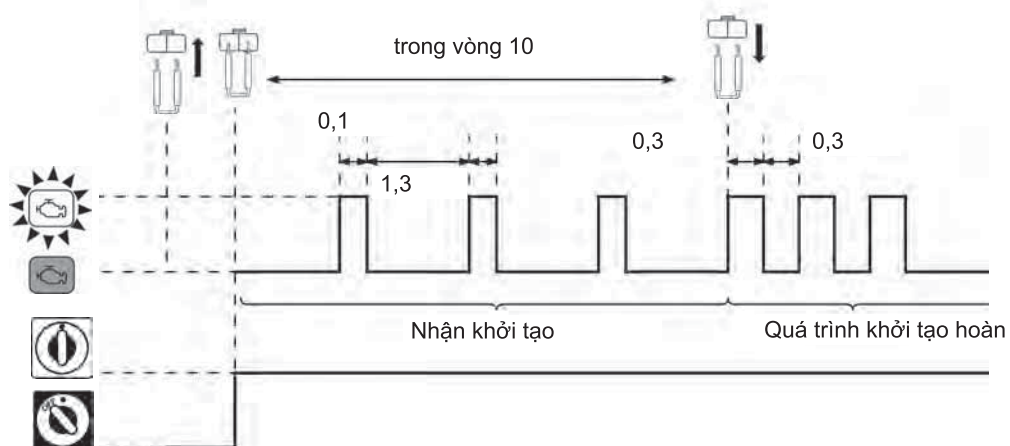 trong vòng 10
0,1
0,3
0,3
1,3
Nhận khởi tạo
Quá trình khởi tạo hoàn
OFF